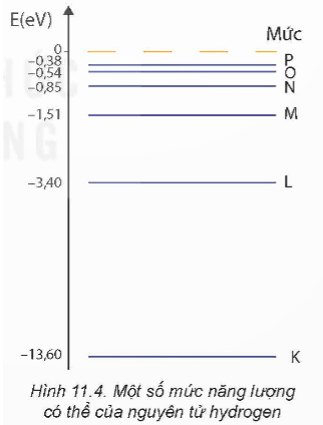 E(eV)
Mức
0
-0,38 P
-0,54 O
-0,85 N
-1,51 M
-3,40 L
-13,60 K
Hình 11.4. Một số mức năng lượng
có thể của nguyên tử hydrogen